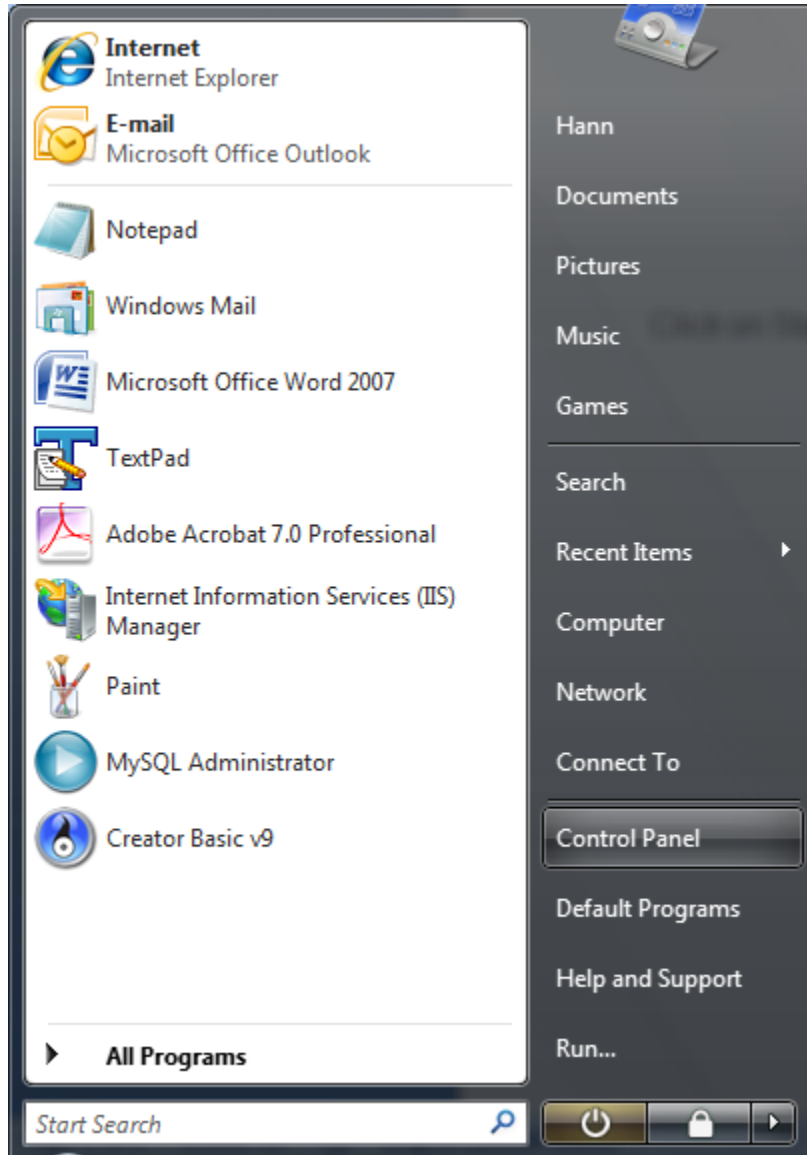 Internet
Internet Explorer
E-mail
Microsoft Office Outlook
Notepad
Windows Mail
Microsoft Office Word 2007
TextPad
Adobe Acrobat 7.0 Professional
Internet Information Services (IIS)
Manager
Paint
MySQL Administrator
Creator Basic v9
All Programs
Start Search
Hann
Documents
Pictures
Music
Click on
Games
Search
Recent Items
Computer
Network
Connect To
Control Panel
Default Programs
Help and Support
Run...